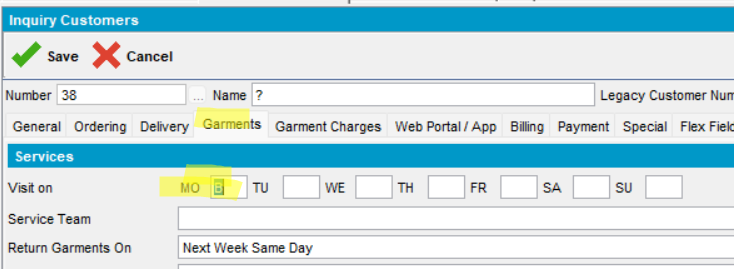 Inquiry Customers
Save Cancel
Number 38 ... Name ? Legacy Customer Num
General Ordering Delivery Garments Garment Charges Web Portal / App Billing Payment Special Flex Field
Services
Visit on MO B TU WE TH FR SA SU
Service Team
Return Garments On Next Week Same Day